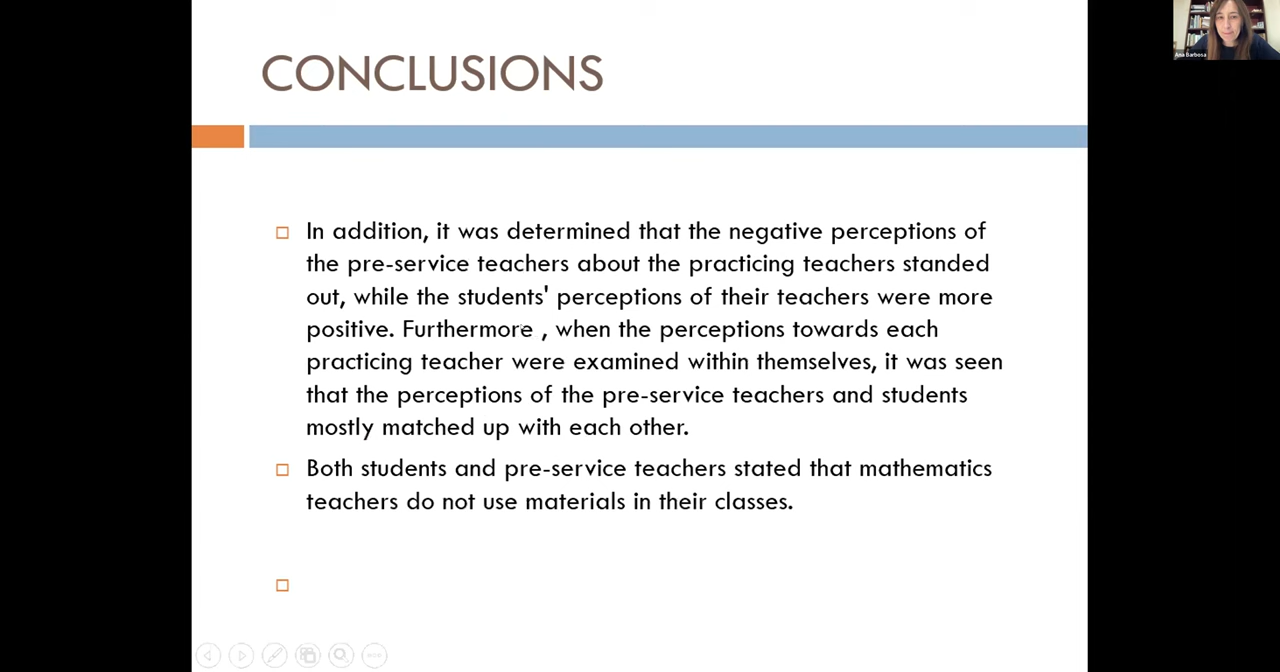 CONCLUSIONS
Ana Barbosa
In addition, it was determined that the negative perceptions of
the pre-service teachers about the practicing teachers standed
out, while the students' perceptions of their teachers were more
positive. Furthermore , when the perceptions towards each
practicing teacher were examined within themselves, it was seen
that the perceptions of the pre-service teachers and students
mostly matched up with each other.
Both students and pre-service teachers stated that mathematics
teachers do not use materials in their classes.